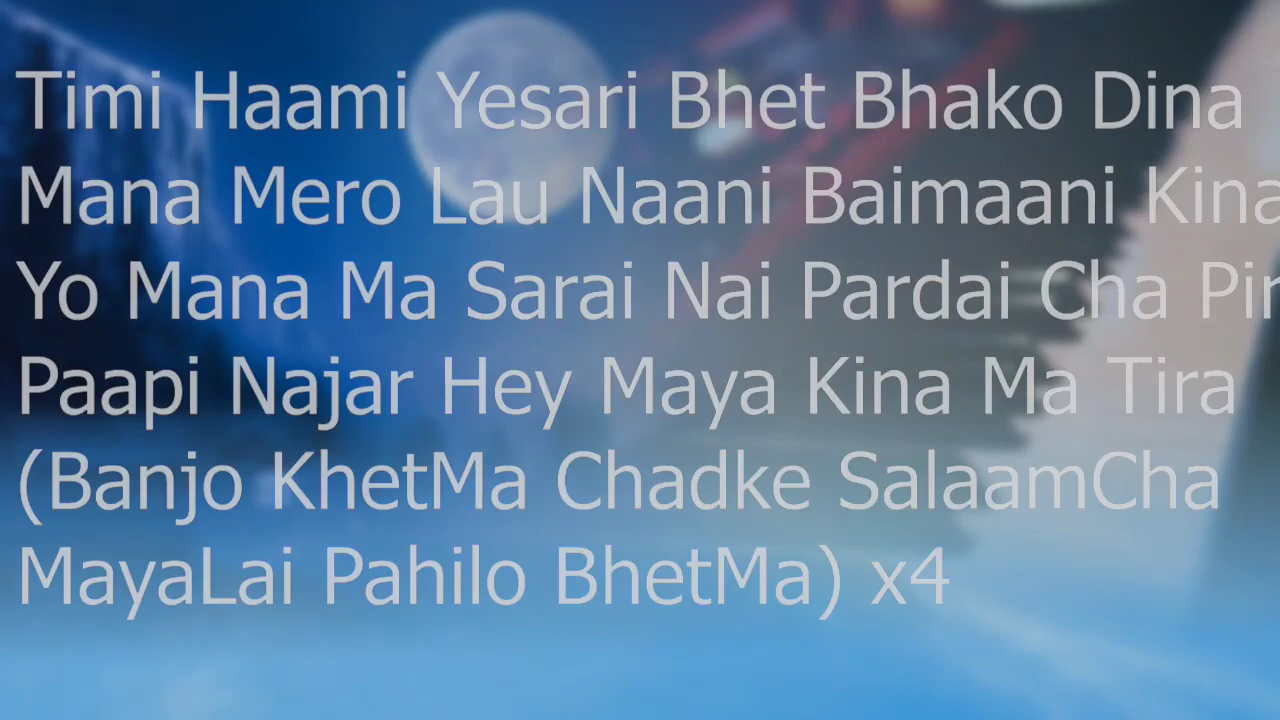 Timi Haami Yesari Bhet Bhako Dina
Mana Mero Lau Naani Baimaani Kina
Yo Mana Ma Sarai Nai Pardai Cha
Paapi Najar Hey Maya Kina Ma Tira
(Banjo KhetMa Chadke SalaamCha
MayaLai Pahilo BhetMa) x4